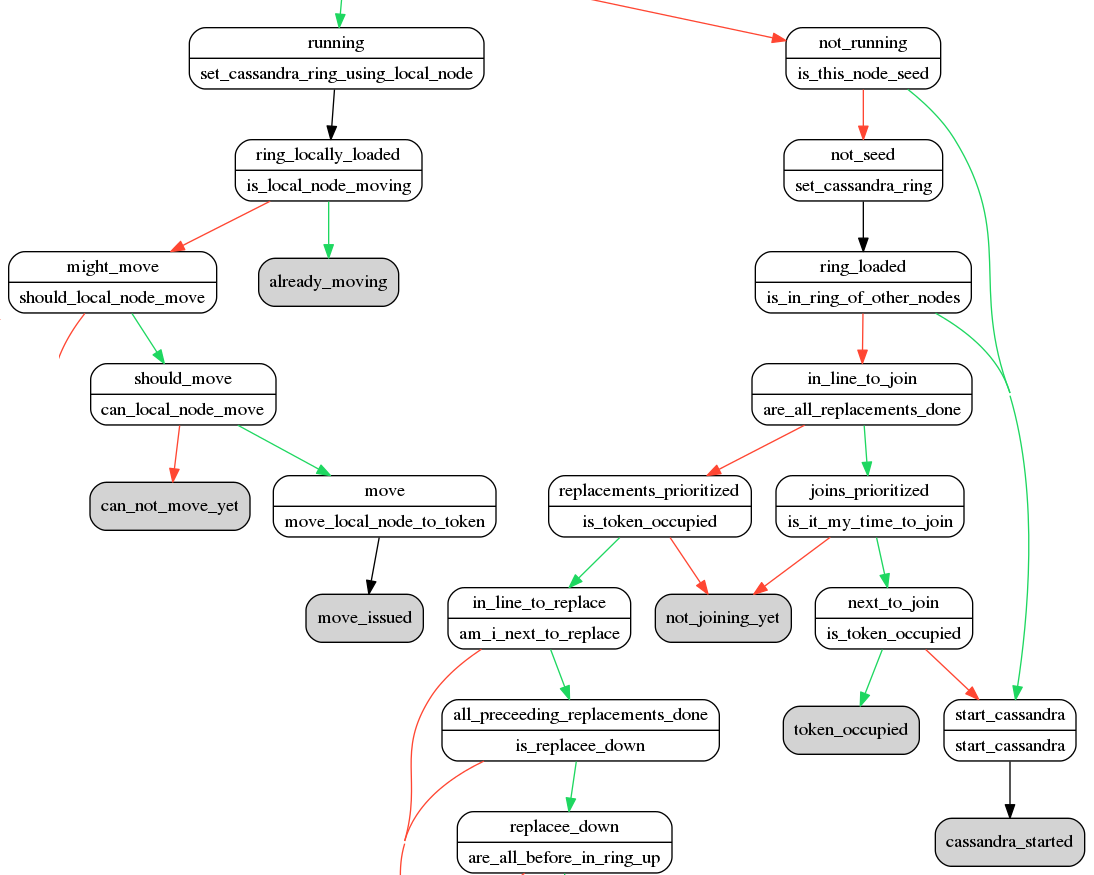 running
set_cassandra_ring_using_local_node
not_running
is_this_node_seed
ring_locally_loaded
is_local_node_moving
not_seed
set_cassandra_ring
might_move
should_local_node_move
already_moving
ring_loaded
is_in_ring_of_other_nodes
should_move
can_local_node_move
in_line_to_join
are_all_replacements_done
can_not_move_yet
move
move_local_node_to_token
replacements_prioritized
is_token_occupied
joins_prioritized
is_it_my_time_to_join
move_issued
in_line_to_replace
am_i_next_to_replace
not_joining_yet
next_to_join
is_token_occupied
all_preceeding_replacements_done
is_replacee_down
token_occupied
start_cassandra
start_cassandra
replacee_down
are_all_before_in_ring_up
cassandra_started